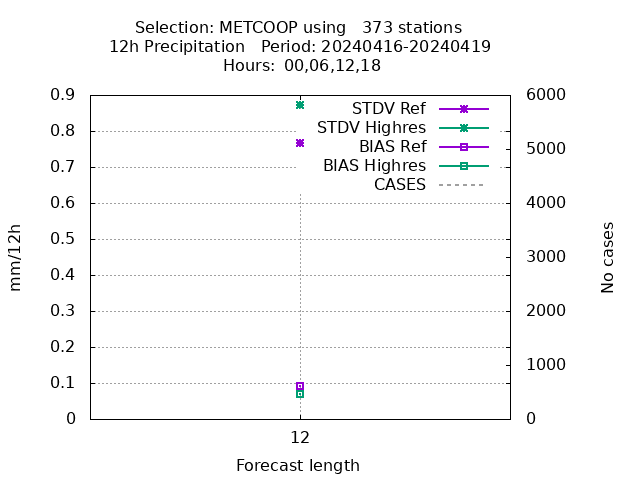 Selection: METCOOP using   373 stations
12h Precipitation   Period: 20240416-20240419
Hours: 00,06,12,18
0.9
0.8
0.7
0.6
0.5
0.4
0.3
0.2
0.1
0
6000
5000
4000
3000
2000
1000
0
STDV Ref
STDV Highres
BIAS Ref
BIAS Highres
CASES
mm/12h
No cases
12
Forecast length